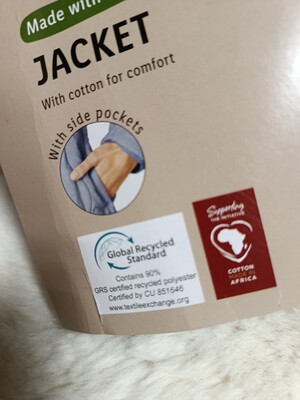 Made with
JACKET
With cotton for comfort
With side pockets
Global Recycled
Standard
Contains 90%
GRS certified recycled polyester
Certified by CU 851646
www.textileexchange.org
Supporting
THE INITIATIVE
COTTON
MADE IN
AFRICA